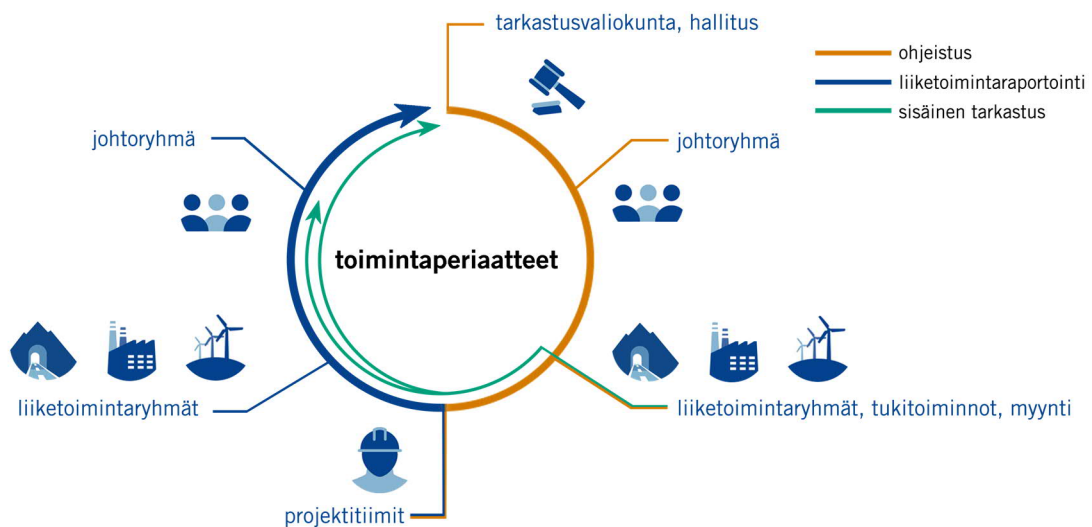 tarkastusvaliokunta, hallitus
ohjeistus
liiketoimintaraportointi
sisäinen tarkastus
johtoryhmä
johtoryhmä
toimintaperiaatteet
liiketoimintaryhmät
liiketoimintaryhmät, tukitoiminnot, myynti
projektitiimit